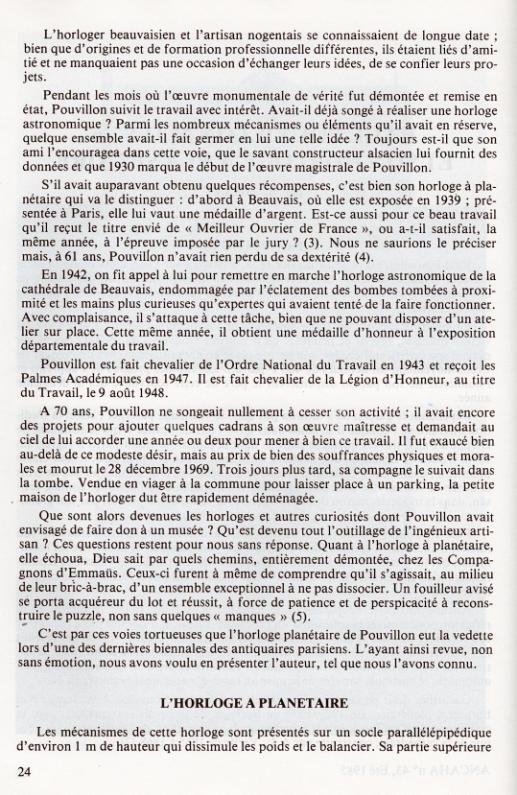 L'horloger beauvaisien et l'artisan nogentais se connaissaient de longue date ;
bien que d'origines et de formation professionnelle différentes, ils étaient liés d'ami-
tié et ne manquaient pas une occasion d'échanger leurs idées, de se confier leurs pro-
jets.
Pendant les mois où l'œuvre monumentale de vérité fut démontée et remise en
état, Pouvillon suivit le travail avec intérêt. Avait-il déjà songé à réaliser une horloge
astronomique ? Parmi les nombreux mécanismes ou éléments qu'il avait en réserve,
quelque ensemble avait-il fait germer en lui une telle idée ? Toujours est-il que son
ami l'encouragea dans cette voie, que le savant constructeur alsacien lui fournit des
données et que 1930 marqua le début de l'œuvre magistrale de Pouvillon.
S'il avait auparavant obtenu quelques récompenses, c'est bien son horloge à pla-
nétaire qui va le distinguer : d'abord à Beauvais, où elle est exposée en 1939 ; pré-
sentée à Paris, elle lui vaut une médaille d'argent. Est-ce aussi pour ce beau travail
qu'il reçut le titre envié de « Meilleur Ouvrier de France », ou a-t-il satisfait, la
même année, à l'épreuve imposée par le jury ? (3). Nous ne saurions le préciser
mais, à 61 ans, Pouvillon n'avait rien perdu de sa dextérité (4).
En 1942, on fit appel à lui pour remettre en marche l'horloge astronomique de la
cathédrale de Beauvais, endommagée par l'éclatement des bombes tombées à proxi-
mité et les mains plus curieuses qu'expertes qui avaient tenté de la faire fonctionner.
Avec complaisance, il s'attaque à cette tâche, bien que ne pouvant disposer d'un ate-
lier sur place. Cette même année, il obtient une médaille d'honneur à l'exposition
départementale du travail.
Pouvillon est fait chevalier de l'Ordre National du Travail en 1943 et reçoit les
Palmes Académiques en 1947. Il est fait chevalier de la Légion d'Honneur, au titre
du Travail, le 9 août 1948.
A 70 ans, Pouvillon ne songeait nullement à cesser son activité ; il avait encore
des projets pour ajouter quelques cadrans à son œuvre maîtresse et demandait au
ciel de lui accorder une année ou deux pour mener à bien ce travail. Il fut exaucé bien
au-delà de ce modeste désir, mais au prix de bien des souffrances physiques et mora-
les et mourut le 28 décembre 1969. Trois jours plus tard, sa compagne le suivait dans
la tombe. Vendue en viager à la commune pour laisser place à un parking, la petite
maison de l'horloger dut être rapidement déménagée.
Que sont alors devenues les horloges et autres curiosités dont Pouvillon avait
envisagé de faire don à un musée ? Qu'est devenu tout l'outillage de l'ingénieux arti-
san ? Ces questions restent pour nous sans réponse. Quant à l'horloge à planétaire,
elle échoua, Dieu sait par quels chemins, entièrement démontée, chez les Compa-
gnons d'Emmaüs. Ceux-ci furent à même de comprendre qu'il s'agissait, au milieu
de leur bric-à-brac, d'un ensemble exceptionnel à ne pas dissocier. Un fouilleur avisé
se porta acquéreur du lot et réussit, à force de patience et de perspicacité à recons-
truire le puzzle, non sans quelques « manques » (5).
C'est par ces voies tortueuses que l'horloge planétaire de Pouvillon eut la vedette
lors d'une des dernières biennales des antiquaires parisiens. L'ayant ainsi revue, non
sans émotion, nous avons voulu en présenter l'auteur, tel que nous l'avons connu.
L'HORLOGE A PLANETAIRE
Les mécanismes de cette horloge sont présentés sur un socle parallélépipédique
d'environ 1 m de hauteur qui dissimule les poids et le balancier. Sa partie supérieure
24